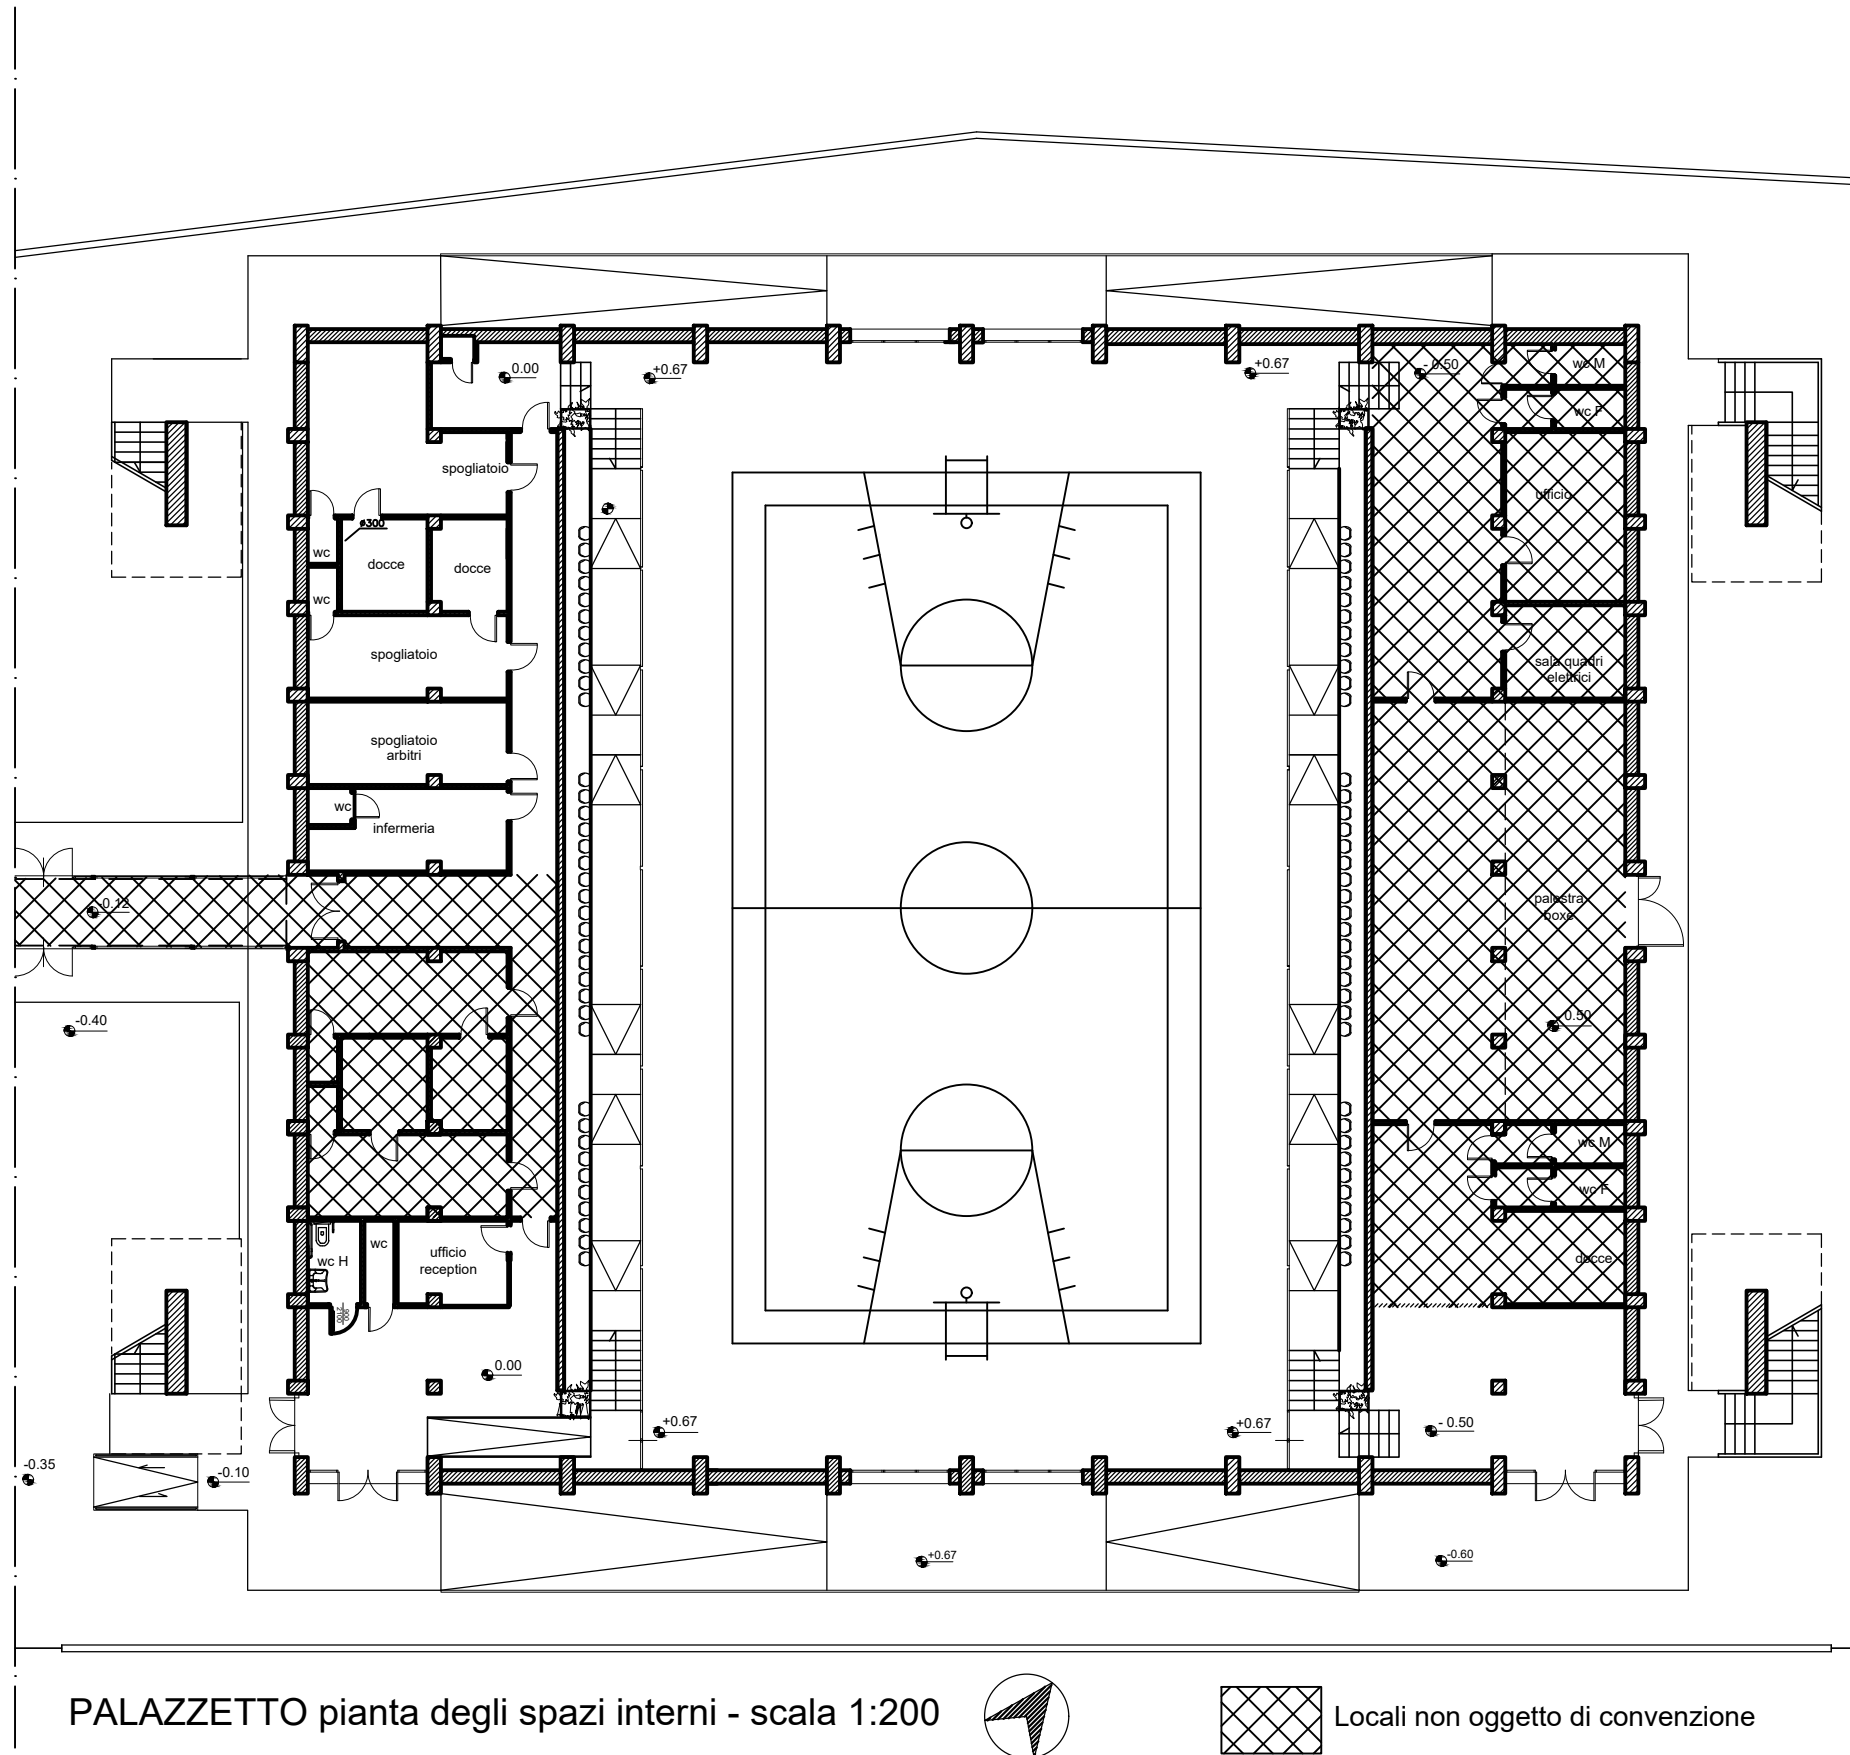 0.00
+0.67
+0.67
- 0.50
wc M
wc F
spogliatoio
ufficio
ø300
wc
docce
docce
wc
spogliatoio
sala quadri
elettrici
spogliatoio
arbitri
wc
infermeria
-0.12
palestra
boxe
-0.40
0.50
wc M
wc F
wc H
wc
ufficio
reception
docce
900
2100
0.00
+0.67
+0.67
- 0.50
-0.35
-0.10
+0.67
-0.60
PALAZZETTO pianta degli spazi interni - scala 1:200
Locali non oggetto di convenzione